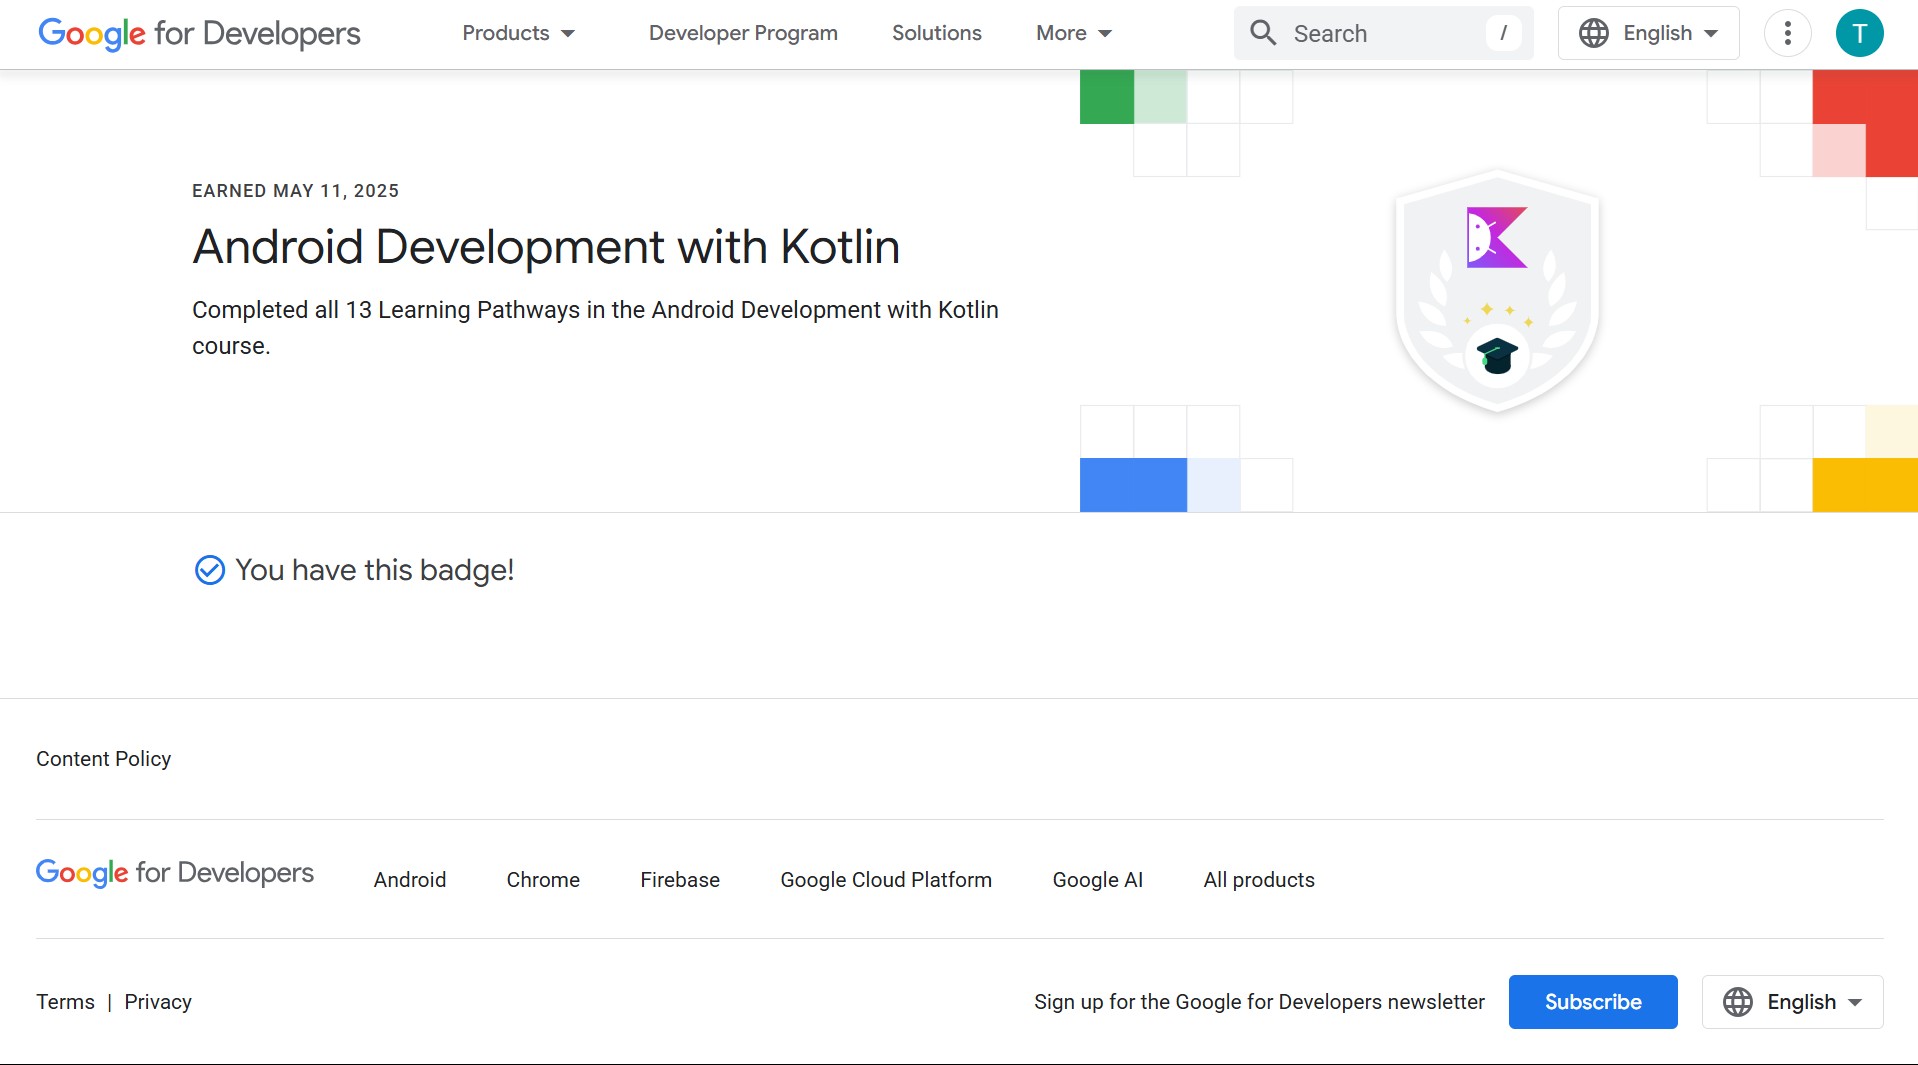 Google for Developers
Products
Developer Program
Solutions
More
Search
/
English
T
EARNED MAY 11, 2025
Android Development with Kotlin
Completed all 13 Learning Pathways in the Android Development with Kotlin
course.
You have this badge!
Content Policy
Google for Developers
Android
Chrome
Firebase
Google Cloud Platform
Google AI
All products
Terms | Privacy
Sign up for the Google for Developers newsletter
Subscribe
English